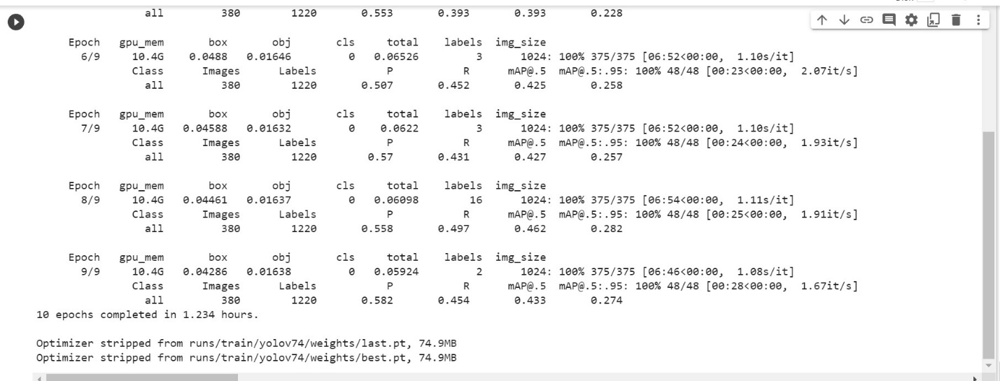 all 380 1220 0.553 0.393 0.393 0.228
Epoch gpu_mem box obj cls total labels img_size
6/9 10.4G 0.0488 0.01646 0 0.06526 3 1024: 100% 375/375 [06:52<00:00, 1.10s/it]
Class Images Labels P R mAP@.5 mAP@.5:.95: 100% 48/48 [00:23<00:00, 2.07it/s]
all 380 1220 0.507 0.452 0.425 0.258
Epoch gpu_mem box obj cls total labels img_size
7/9 10.4G 0.04588 0.01632 0 0.0622 3 1024: 100% 375/375 [06:52<00:00, 1.10s/it]
Class Images Labels P R mAP@.5 mAP@.5:.95: 100% 48/48 [00:24<00:00, 1.93it/s]
all 380 1220 0.57 0.431 0.427 0.257
Epoch gpu_mem box obj cls total labels img_size
8/9 10.4G 0.04461 0.01637 0 0.06098 16 1024: 100% 375/375 [06:54<00:00, 1.11s/it]
Class Images Labels P R mAP@.5 mAP@.5:.95: 100% 48/48 [00:25<00:00, 1.91it/s]
all 380 1220 0.558 0.497 0.462 0.282
Epoch gpu_mem box obj cls total labels img_size
9/9 10.4G 0.04286 0.01638 0 0.05924 2 1024: 100% 375/375 [06:46<00:00, 1.08s/it]
Class Images Labels P R mAP@.5 mAP@.5:.95: 100% 48/48 [00:28<00:00, 1.67it/s]
all 380 1220 0.582 0.454 0.433 0.274
10 epochs completed in 1.234 hours.
Optimizer stripped from runs/train/yolov74/weights/last.pt, 74.9MB
Optimizer stripped from runs/train/yolov74/weights/best.pt, 74.9MB